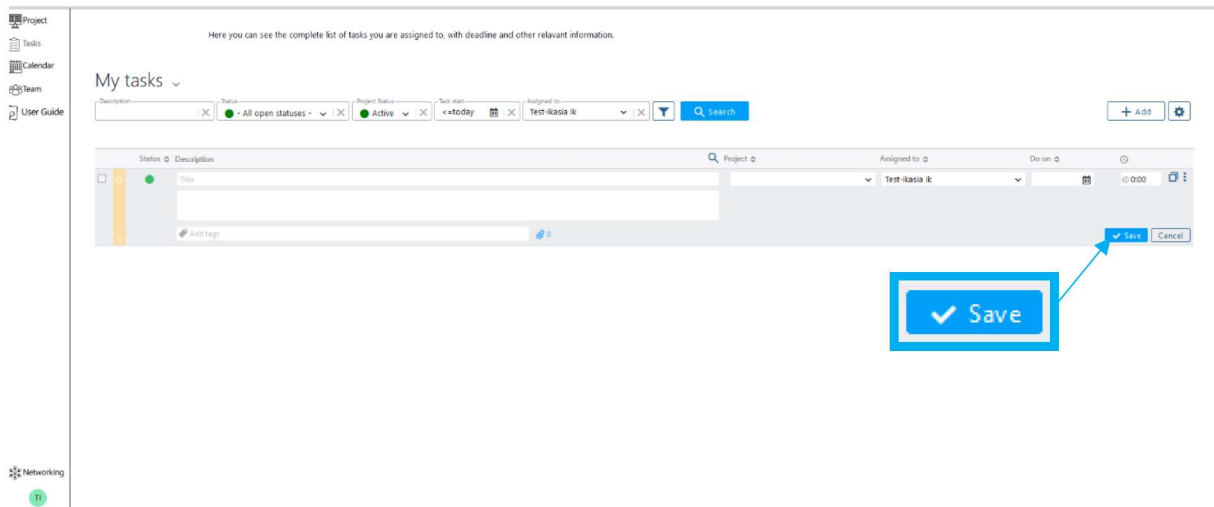 Project
Tasks
Calendar
Team
User Guide
Here you can see the complete list of tasks you are assigned to, with deadline and other relavant information.
My tasks
Description Status Project Status Task start Assigned to
- All open statuses - Active <=today Test-Ikasia Ik Search + Add
Status Description Project Assigned to Do on
Title Test-Ikasia Ik 0:00
Add tags 0 Save Cancel
Save
Networking
TI